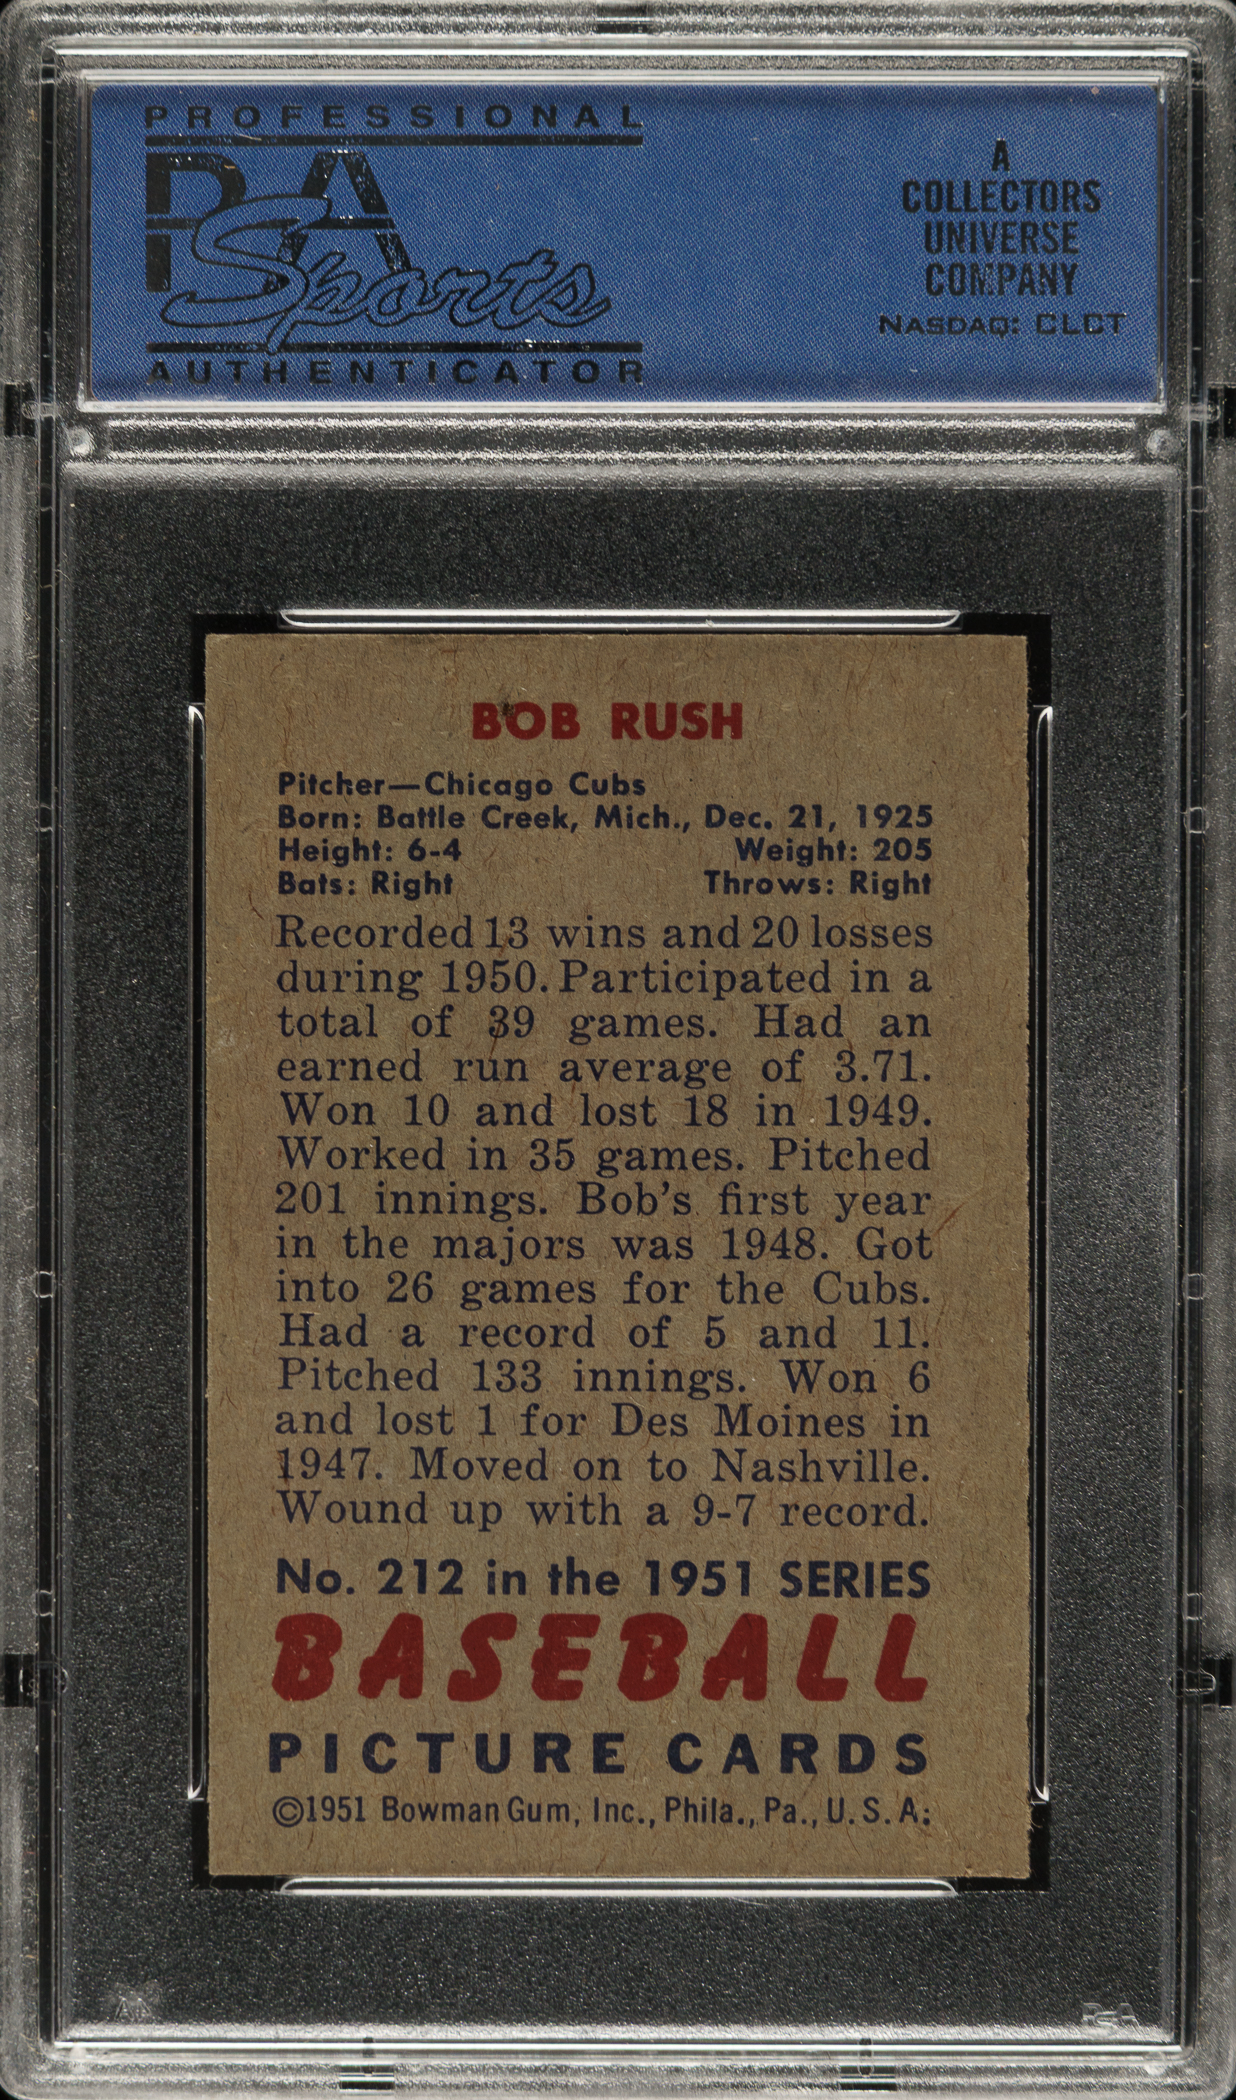 PROFESSIONAL
PSA
Sports
AUTHENTICATOR
A
COLLECTORS
UNIVERSE
COMPANY
NASDAQ: CLCT
BOB RUSH
Pitcher—Chicago Cubs
Born: Battle Creek, Mich., Dec. 21, 1925
Height: 6-4 Weight: 205
Bats: Right Throws: Right
Recorded 13 wins and 20 losses
during 1950. Participated in a
total of 39 games. Had an
earned run average of 3.71.
Won 10 and lost 18 in 1949.
Worked in 35 games. Pitched
201 innings. Bob's first year
in the majors was 1948. Got
into 26 games for the Cubs.
Had a record of 5 and 11.
Pitched 133 innings. Won 6
and lost 1 for Des Moines in
1947. Moved on to Nashville.
Wound up with a 9-7 record.
No. 212 in the 1951 SERIES
BASEBALL
PICTURE CARDS
©1951 Bowman Gum, Inc., Phila., Pa., U. S. A.
PSA